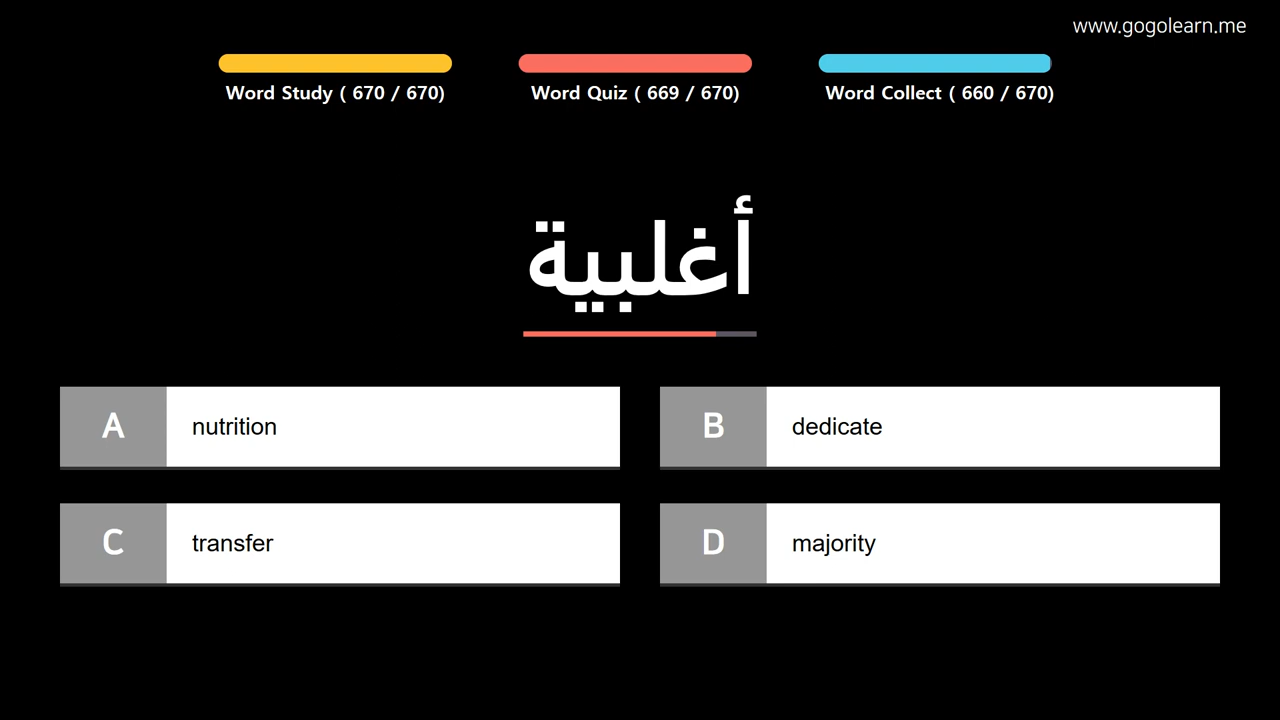 www.gogolearn.me
Word Study ( 670 / 670)
Word Quiz ( 669 / 670)
Word Collect ( 660 / 670)
أغلبية
A nutrition
B dedicate
C transfer
D majority